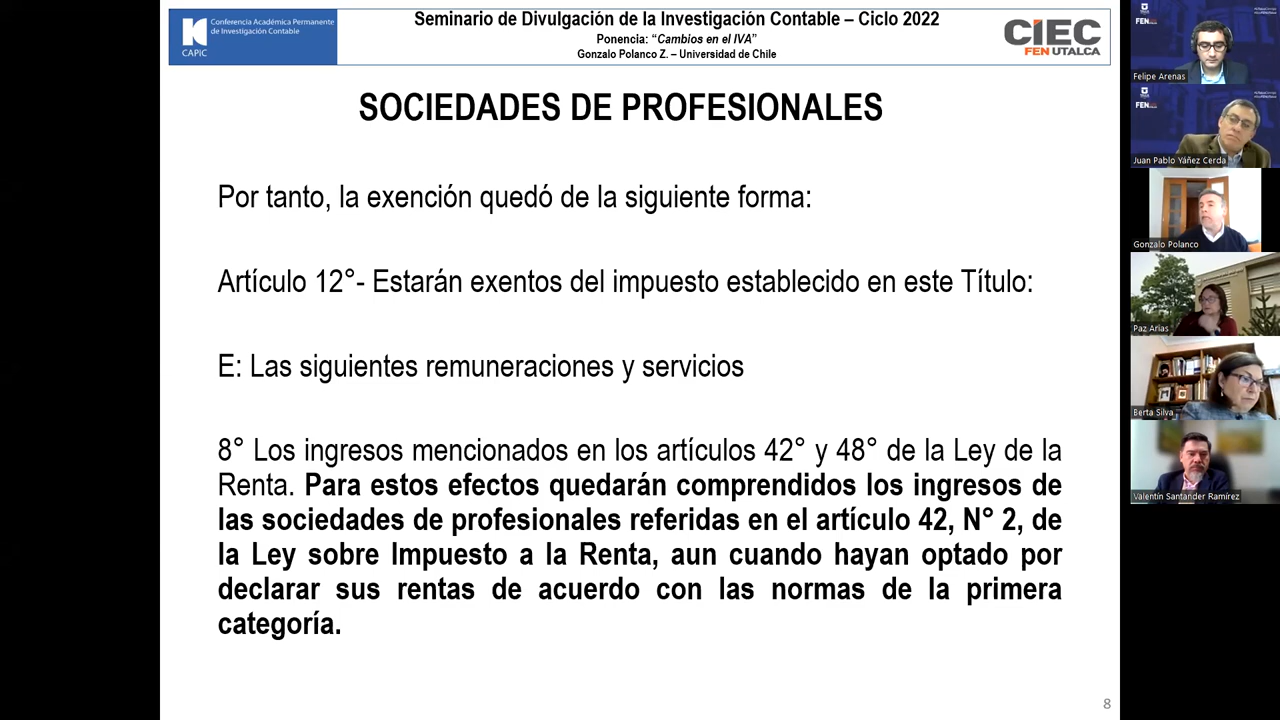 Conferencia Académica Permanente
de Investigación Contable
CAPIC
Seminario de Divulgación de la Investigación Contable – Ciclo 2022
Ponencia: “Cambios en el IVA”
Gonzalo Polanco Z. – Universidad de Chile
CIEC
FEN UTALCA
SOCIEDADES DE PROFESIONALES
Por tanto, la exención quedó de la siguiente forma:
Artículo 12°- Estarán exentos del impuesto establecido en este Título:
E: Las siguientes remuneraciones y servicios
8° Los ingresos mencionados en los artículos 42° y 48° de la Ley de la
Renta. Para estos efectos quedarán comprendidos los ingresos de
las sociedades de profesionales referidas en el artículo 42, N° 2, de
la Ley sobre Impuesto a la Renta, aun cuando hayan optado por
declarar sus rentas de acuerdo con las normas de la primera
categoría.
8
FEN
Felipe Arenas
FEN
Juan Pablo Yáñez Cerda
Gonzalo Polanco
Paz Arías
Berta Silva
Valentín Santander Ramírez